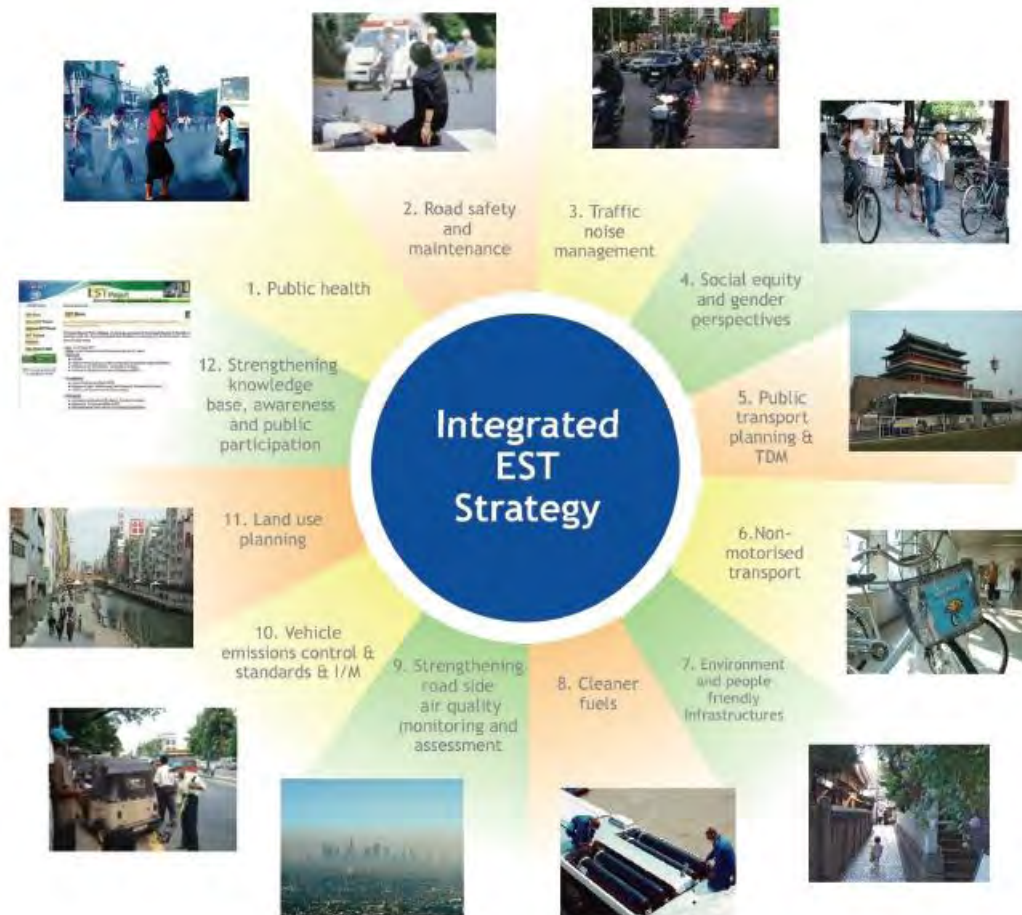 1. Public health
2. Road safety
and
maintenance
3. Traffic
noise
management
4. Social equity
and gender
perspectives
5. Public
transport
planning &
TDM
6.Non-
motorised
transport
7. Environment
and people
friendly
infrastructures
8. Cleaner
fuels
9. Strengthening
road side
air quality
monitoring and
assessment
10. Vehicle
emissions control &
standards & I/M
11. Land use
planning
12. Strengthening
knowledge
base, awareness
and public
participation
Integrated
EST
Strategy
EST